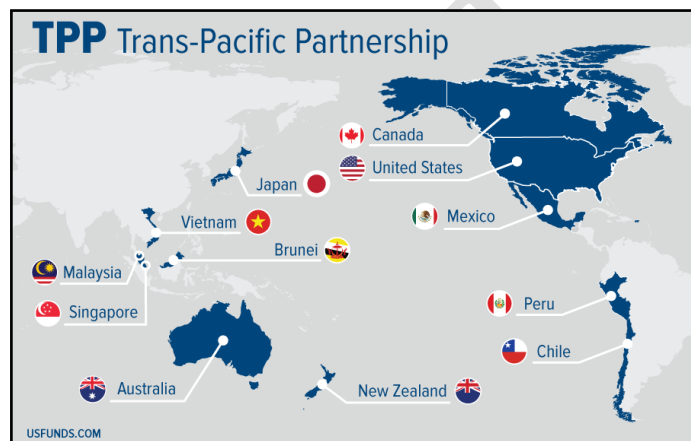 TPP Trans-Pacific Partnership
Canada
United States
Japan
Mexico
Vietnam
Brunei
Malaysia
Singapore
Peru
Chile
Australia
New Zealand
USFUNDS.COM